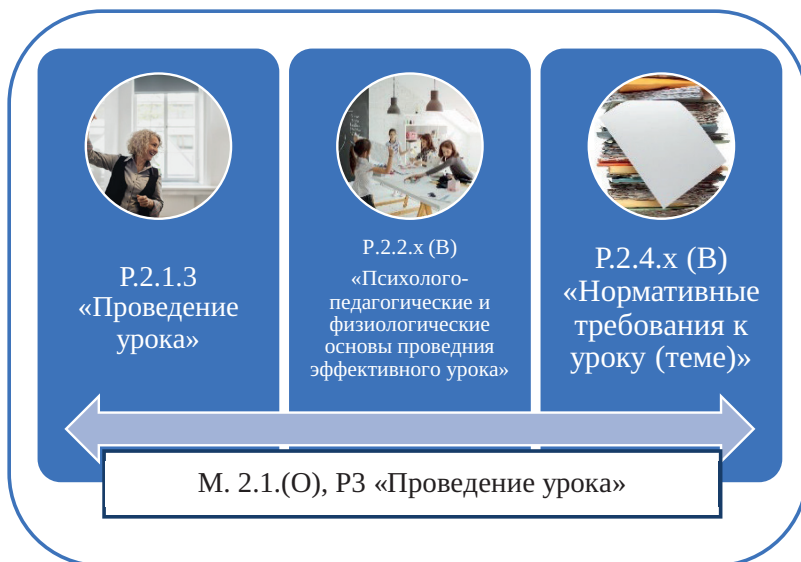 Р.2.1.3
«Проведение
урока»
Р.2.2.х (В)
«Психолого-
педагогические и
физиологические
основы проведния
эффективного урока»
Р.2.4.х (В)
«Нормативные
требования к
уроку (теме)»
М. 2.1.(О), Р3 «Проведение урока»